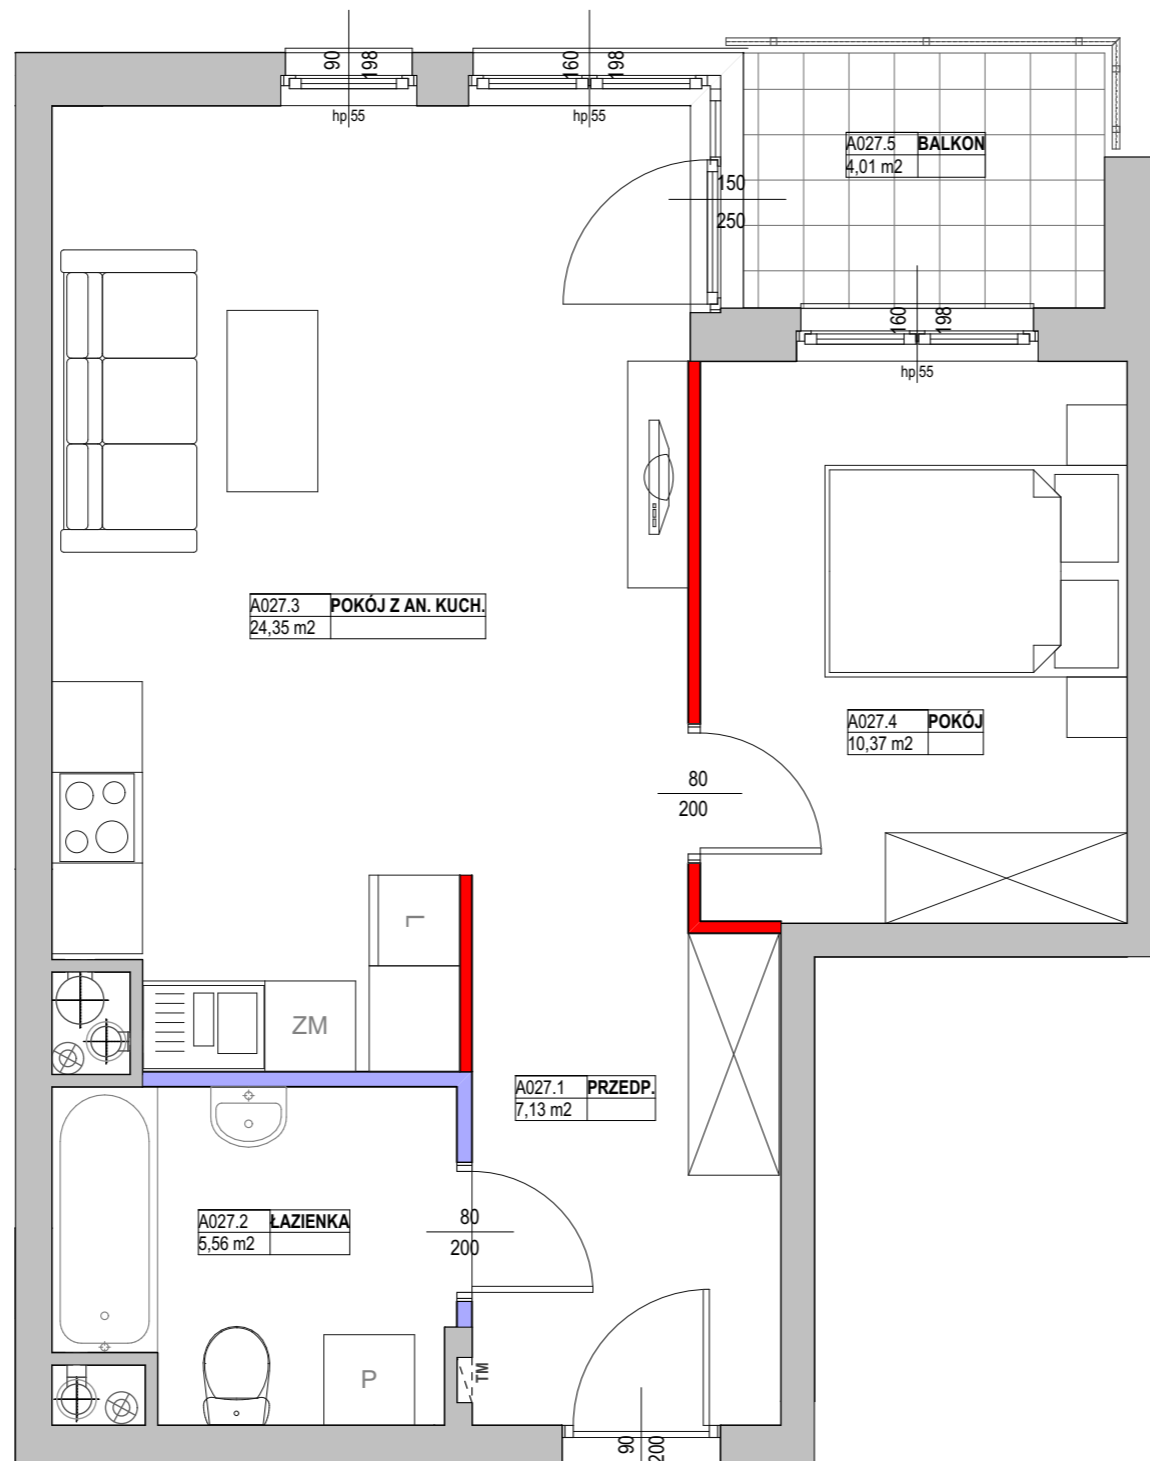 90 198
hp 55
160 198
hp 55
A027.5 BALKON
4,01 m2
150
250
160 198
hp 55
A027.3 POKÓJ Z AN. KUCH.
24,35 m2
A027.4 POKÓJ
10,37 m2
80
200
L
ZM
A027.1 PRZEDP.
7,13 m2
A027.2 ŁAZIENKA
5,56 m2
80
200
P
TM
90 200